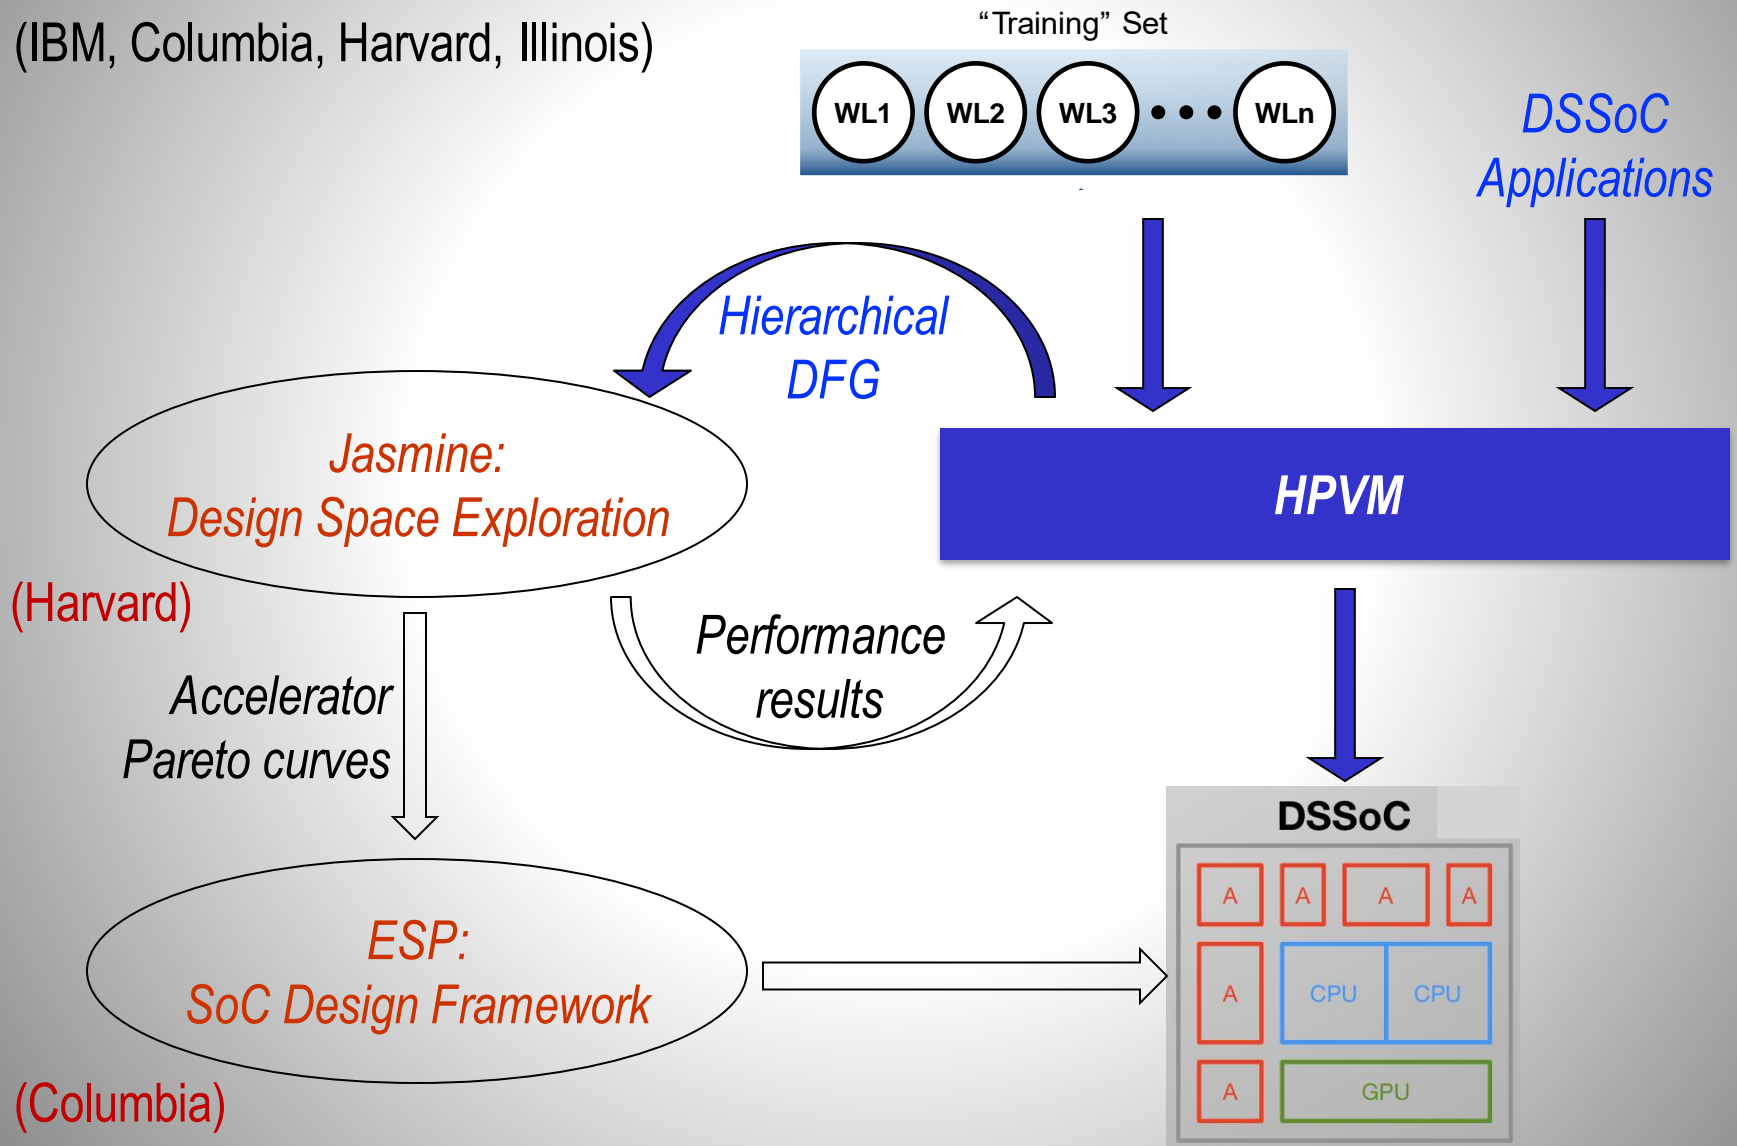 (IBM, Columbia, Harvard, Illinois)
“Training” Set
WL1 WL2 WL3 • • • WLn
DSSoC
Applications
Hierarchical
DFG
Jasmine:
Design Space Exploration
HPVM
(Harvard)
Performance
results
Accelerator
Pareto curves
DSSoC
A A A A
A CPU CPU
A GPU
ESP:
SoC Design Framework
(Columbia)